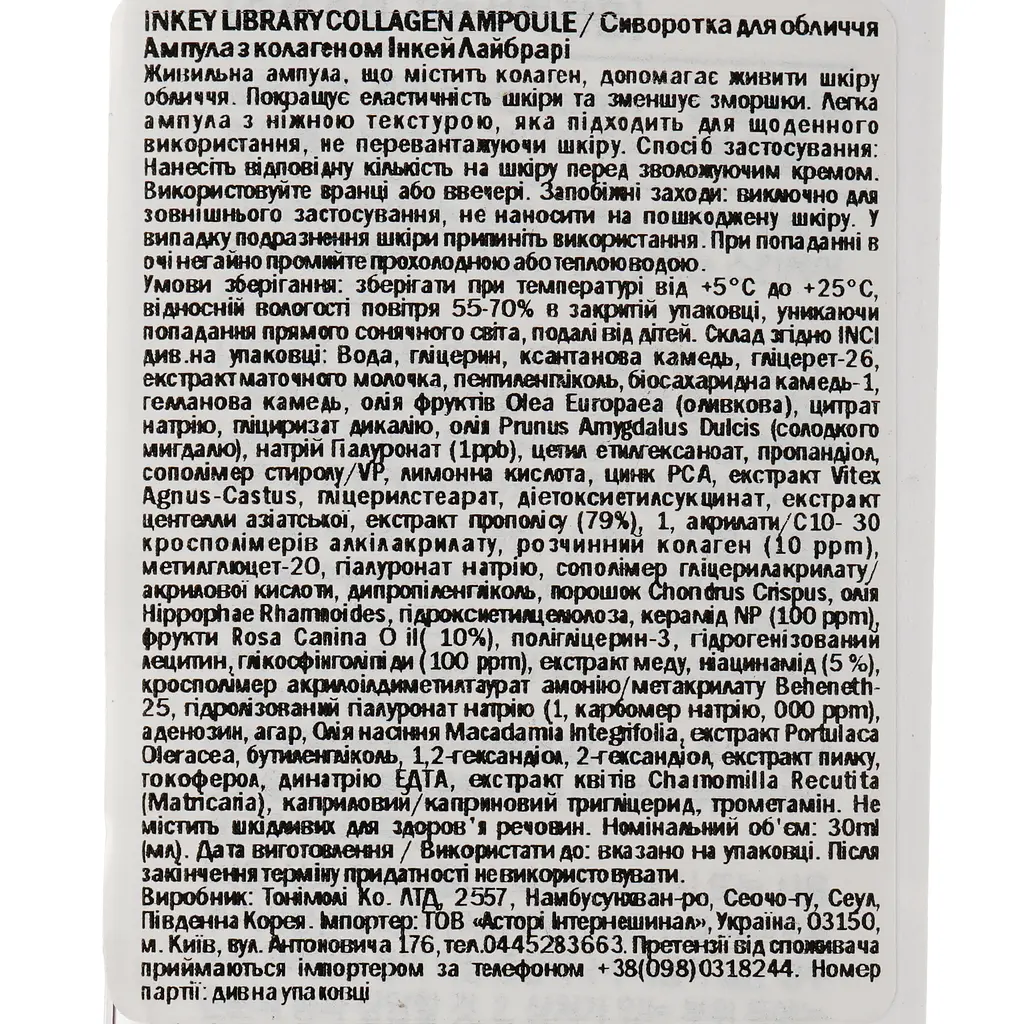 INKEY LIBRARY COLLAGEN AMPOULE / Сиворотка для обличчя
Ампула з колагеном Інкей Лайбрарі
Живильна ампула, що містить колаген, допомагає живити шкіру
обличчя. Покращує еластичність шкіри та зменшує зморшки. Легка
ампула з ніжною текстурою, яка підходить для щоденного
використання, не перевантажуючи шкіру. Спосіб застосування:
Нанесіть відповідну кількість на шкіру перед зволожуючим кремом.
Використовуйте вранці або ввечері. Запобіжні заходи: виключно для
зовнішнього застосування, не наносити на пошкоджену шкіру. У
випадку подразнення шкіри припиніть використання. При попаданні в
очі негайно промийте прохолодною або теплою водою.
Умови зберігання: зберігати при температурі від +5°C до +25°C,
відносній вологості повітря 55-70% в закритій упаковці, уникаючи
попадання прямого сонячного світа, подалі від дітей. Склад згідно INCI
див.на упаковці: Вода, гліцерин, ксантанова камедь, гліцерет-26,
екстракт маточного молочка, пентиленгліколь, біосахаридна камедь-1,
гелланова камедь, олія фруктів Olea Europaea (оливкова), цитрат
натрію, гліциризат дикалію, олія Prunus Amygdalus Dulcis (солодкого
мигдалю), натрій Гіалуронат (1ppb), цетил етилгексаноат, пропандіол,
сополімер стиролу/VP, лимонна кислота, цинк PCA, екстракт Vitex
Agnus-Castus, гліцерилстеарат, діетоксиетилсукцинат, екстракт
центелли азіатської, екстракт прополісу (79%), 1, акрилати/C10- 30
кросполімерів алкілакрилату, розчинний колаген (10 ppm),
метилглюцет-20, гіалуронат натрію, сополімер гліцерилакрилату/
акрилової кислоти, дипропіленгліколь, порошок Chondrus Crispus, олія
Hippophae Rhamnoides, гідроксиетилцелюлоза, керамід NP (100 ppm),
фрукти Rosa Canina O il( 10%), полігліцерин-3, гідрогенізований
лецитин, глікосфінголіпіди (100 ppm), екстракт меду, ніацинамід (5 %),
кросполімер акрилоілдиметилтаурат амонію/метакрилату Beheneth-
25, гідролізований гіалуронат натрію (1, карбомер натрію, 000 ppm),
аденозин, агар, Олія насіння Macadamia Integrifolia, екстракт Portulaca
Oleracea, бутиленгліколь, 1,2-гександіол, 2-гександіол, екстракт пилку,
токоферол, динатрію ЕДТА, екстракт квітів Chamomilla Recutita
(Matricaria), каприловий/каприновий тригліцерид, трометамін. Не
містить шкідливих для здоров'я речовин. Номінальний об'єм: 30ml
(мл). Дата виготовлення / Використати до: вказано на упаковці. Після
закінчення терміну придатності не використовувати.
Виробник: Тонімолі Ко. ЛТД, 2557, Намбусунхван-ро, Сеочо-гу, Сеул,
Південна Корея. Імпортер: ТОВ «Асторі Інтернешинал», Україна, 03150,
м. Київ, вул. Антоновича 176, тел.0445283663. Претензії від споживача
приймаються імпортером за телефоном +38(098)0318244. Номер
партії: див на упаковці